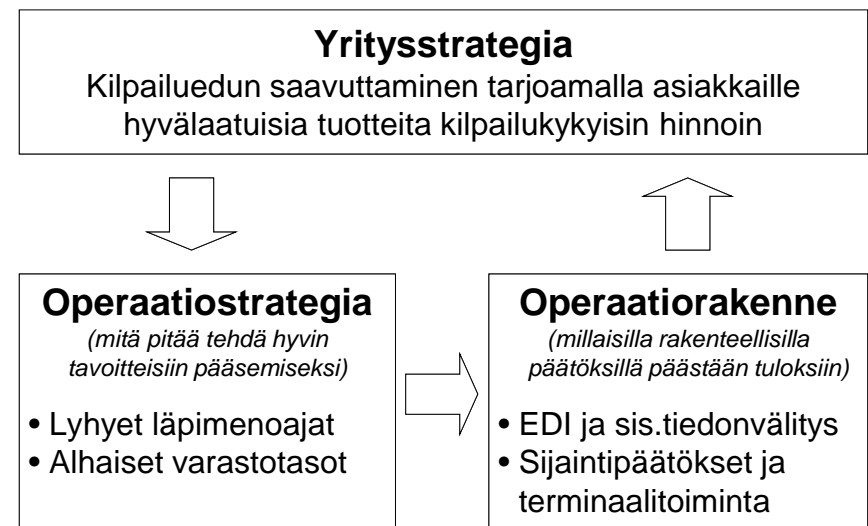 Yritysstrategia
Kilpailuedun saavuttaminen tarjoamalla asiakkaille
hyvälaatuisia tuotteita kilpailukykyisin hinnoin
Operaatiostrategia
(mitä pitää tehdä hyvin
tavoitteisiin pääsemiseksi)
• Lyhyet läpimenoajat
• Alhaiset varastotasot
Operaatiorakenne
(millaisilla rakenteellisilla
päätöksillä päästään tuloksiin)
• EDI ja sis.tiedonvälitys
• Sijaintipäätökset ja
terminaalitoiminta